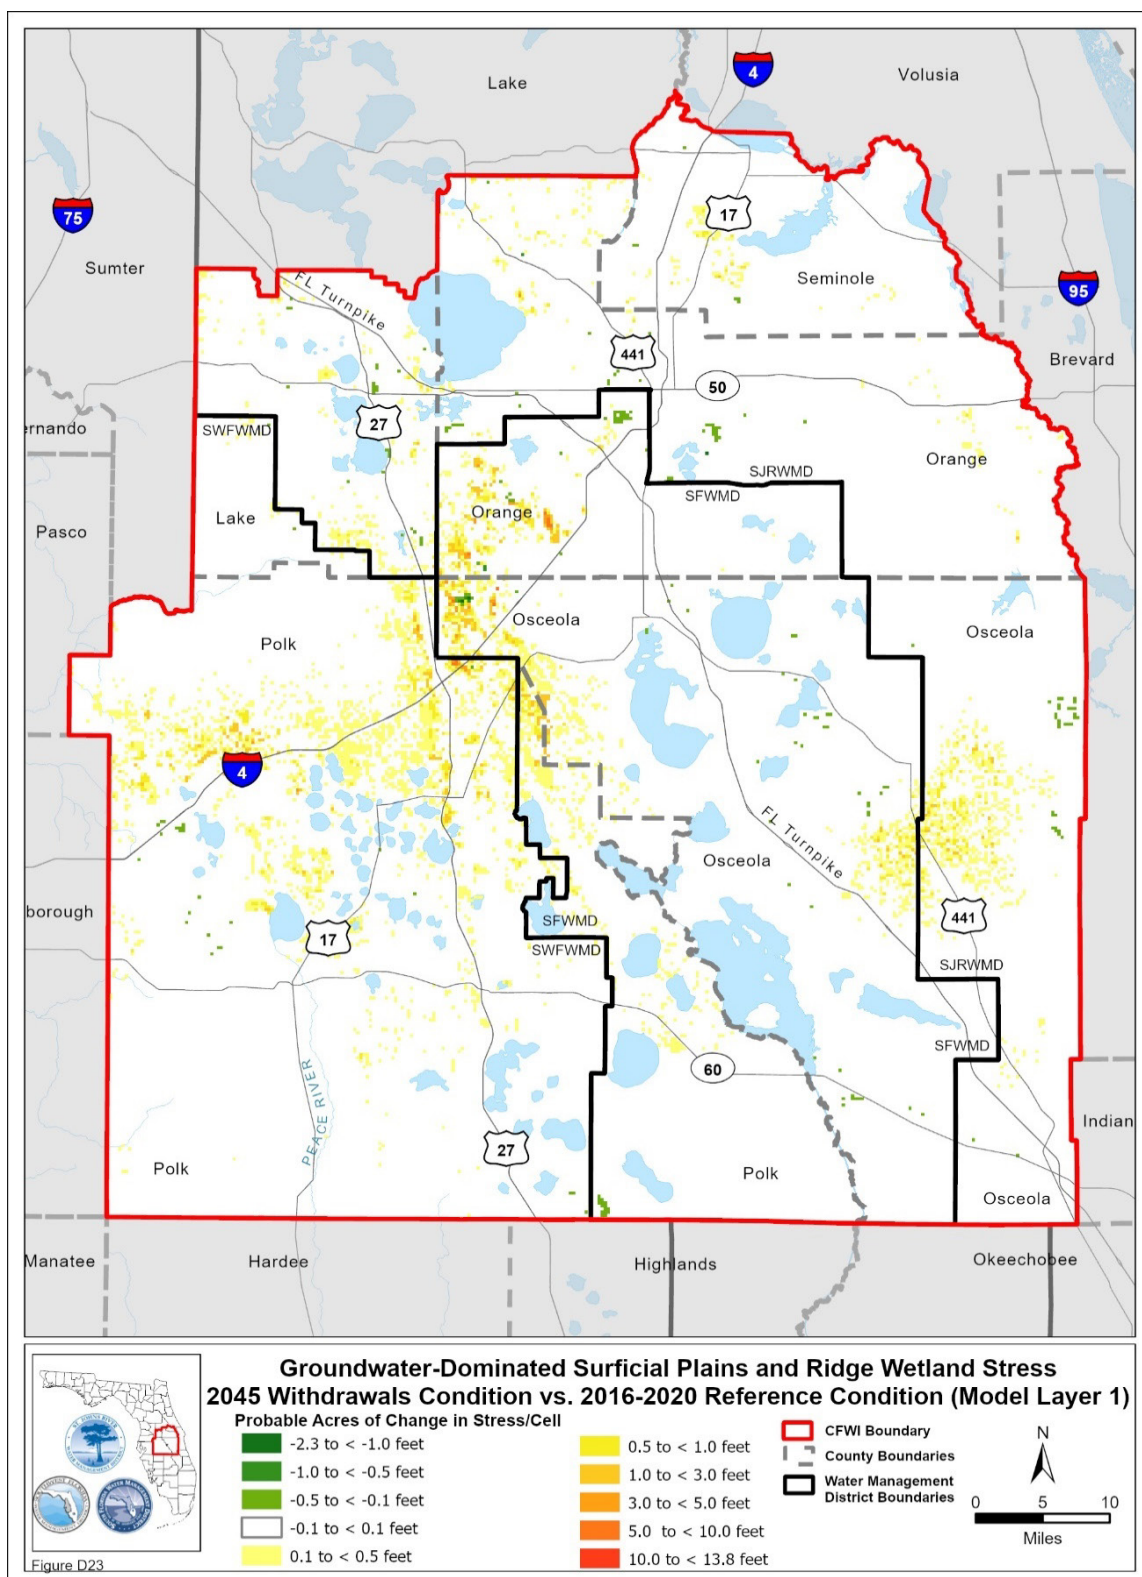 Lake
Volusia
4
17
75
Sumter
Seminole
95
FL Turnpike
441
Brevard
50
27
ernando
SWFWMD
Orange
SJRWMD
SFWMD
Lake
Orange
Pasco
Osceola
Osceola
Polk
4
FL Turnpike
Osceola
borough
441
SFWMD
17
SWFWMD
SJRWMD
SFWMD
60
PEACE RIVER
Indian
27
Polk
Polk
Osceola
Manatee
Hardee
Highlands
Okeechobee
Groundwater-Dominated Surficial Plains and Ridge Wetland Stress
2045 Withdrawals Condition vs. 2016-2020 Reference Condition (Model Layer 1)
Probable Acres of Change in Stress/Cell
-2.3 to < -1.0 feet
-1.0 to < -0.5 feet
-0.5 to < -0.1 feet
-0.1 to < 0.1 feet
0.1 to < 0.5 feet
0.5 to < 1.0 feet
1.0 to < 3.0 feet
3.0 to < 5.0 feet
5.0 to < 10.0 feet
10.0 to < 13.8 feet
CFWI Boundary
County Boundaries
Water Management
District Boundaries
N
0 5 10
Miles
Figure D23